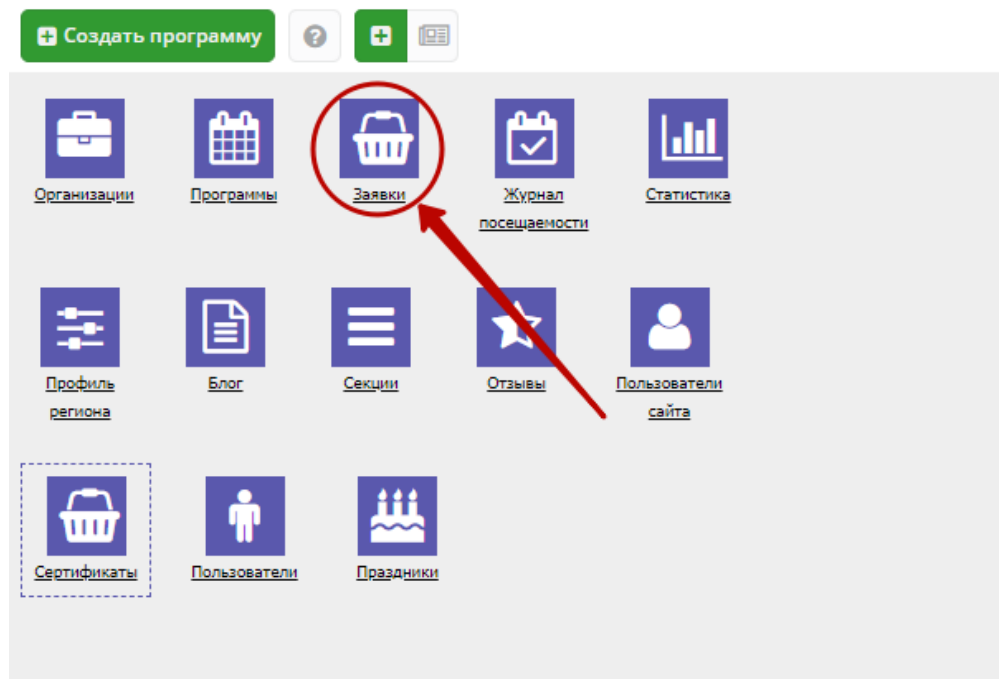 Создать программу
Организации
Программы
Заявки
Журнал
посещаемости
Статистика
Профиль
региона
Блог
Секции
Отзывы
Пользователи
сайта
Сертификаты
Пользователи
Праздники